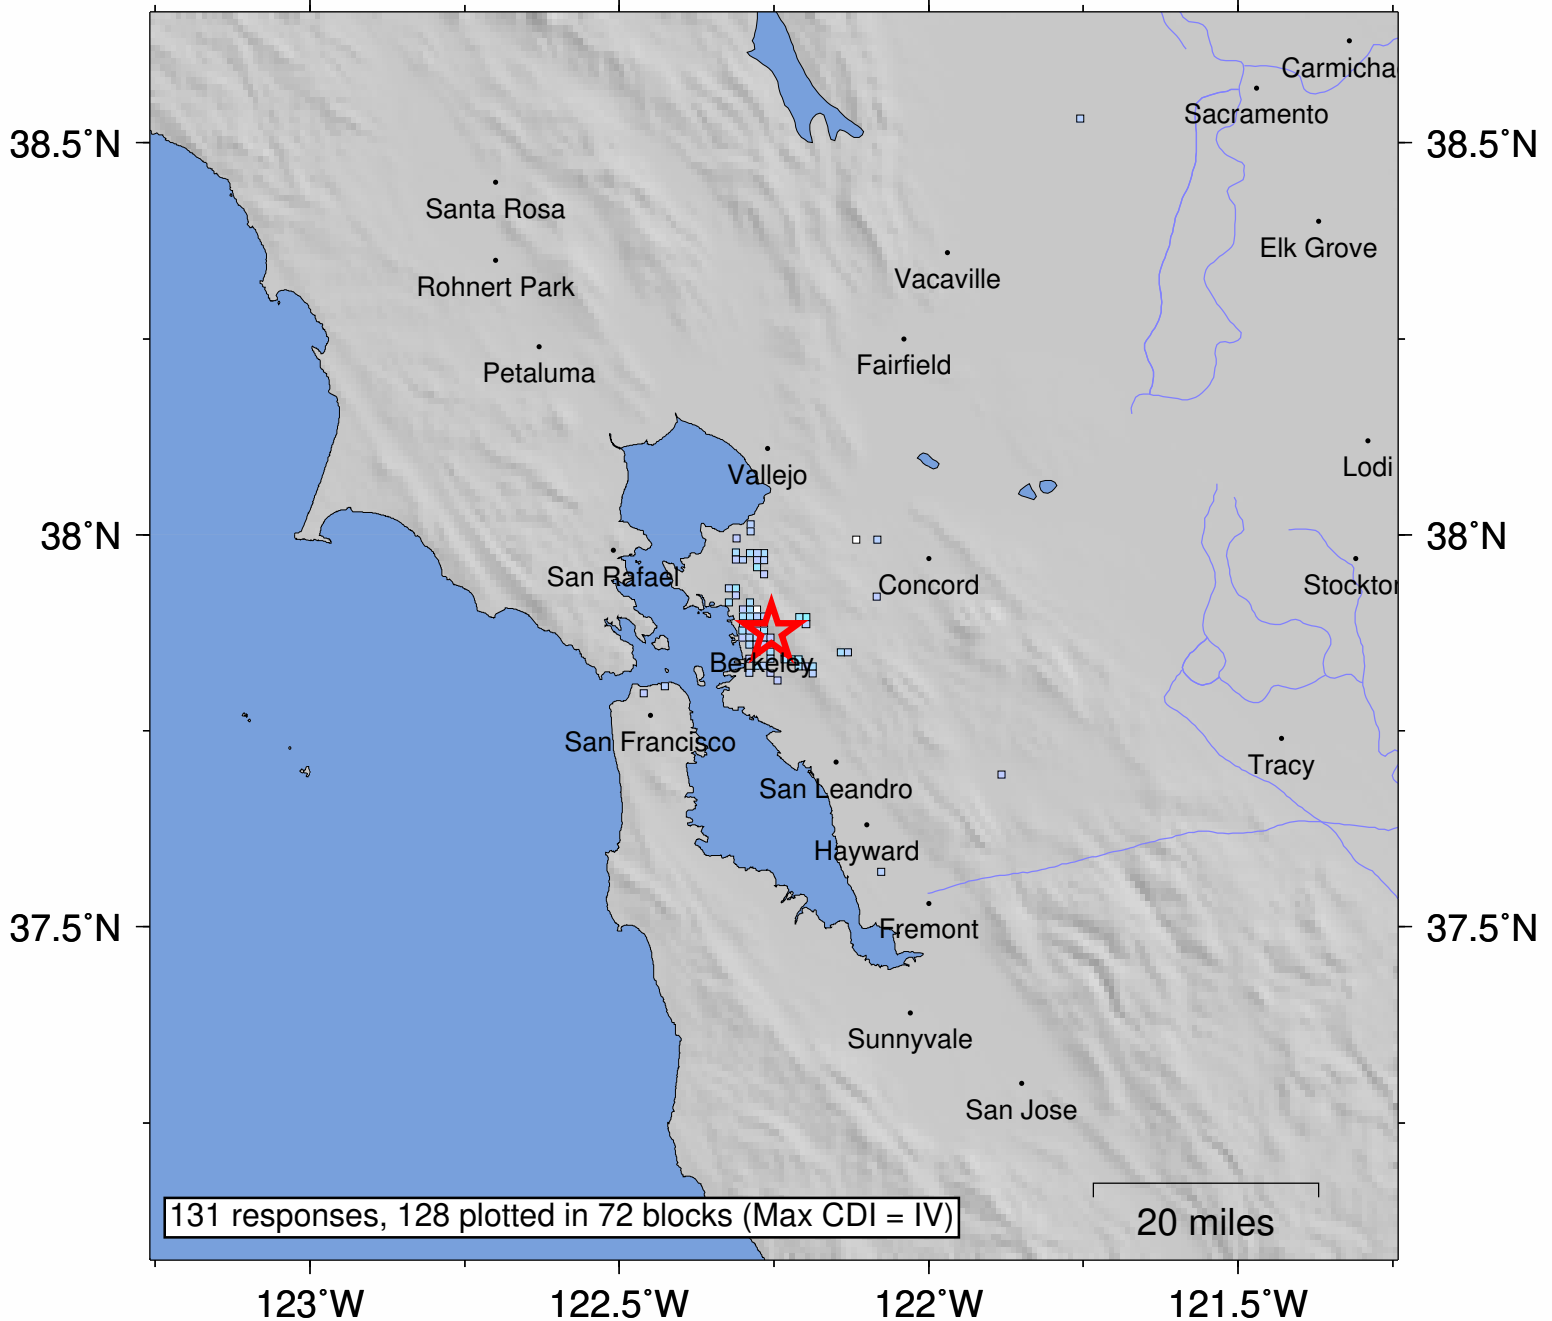 Carmicha
Sacramento
38.5°N
38.5°N
Santa Rosa
Elk Grove
Rohnert Park
Vacaville
Fairfield
Petaluma
Lodi
Vallejo
38°N
38°N
San Rafael
Concord
Stockton
Berkeley
San Francisco
Tracy
San Leandro
Hayward
37.5°N
37.5°N
Fremont
Sunnyvale
San Jose
131 responses, 128 plotted in 72 blocks (Max CDI = IV)
20 miles
123°W
122.5°W
122°W
121.5°W